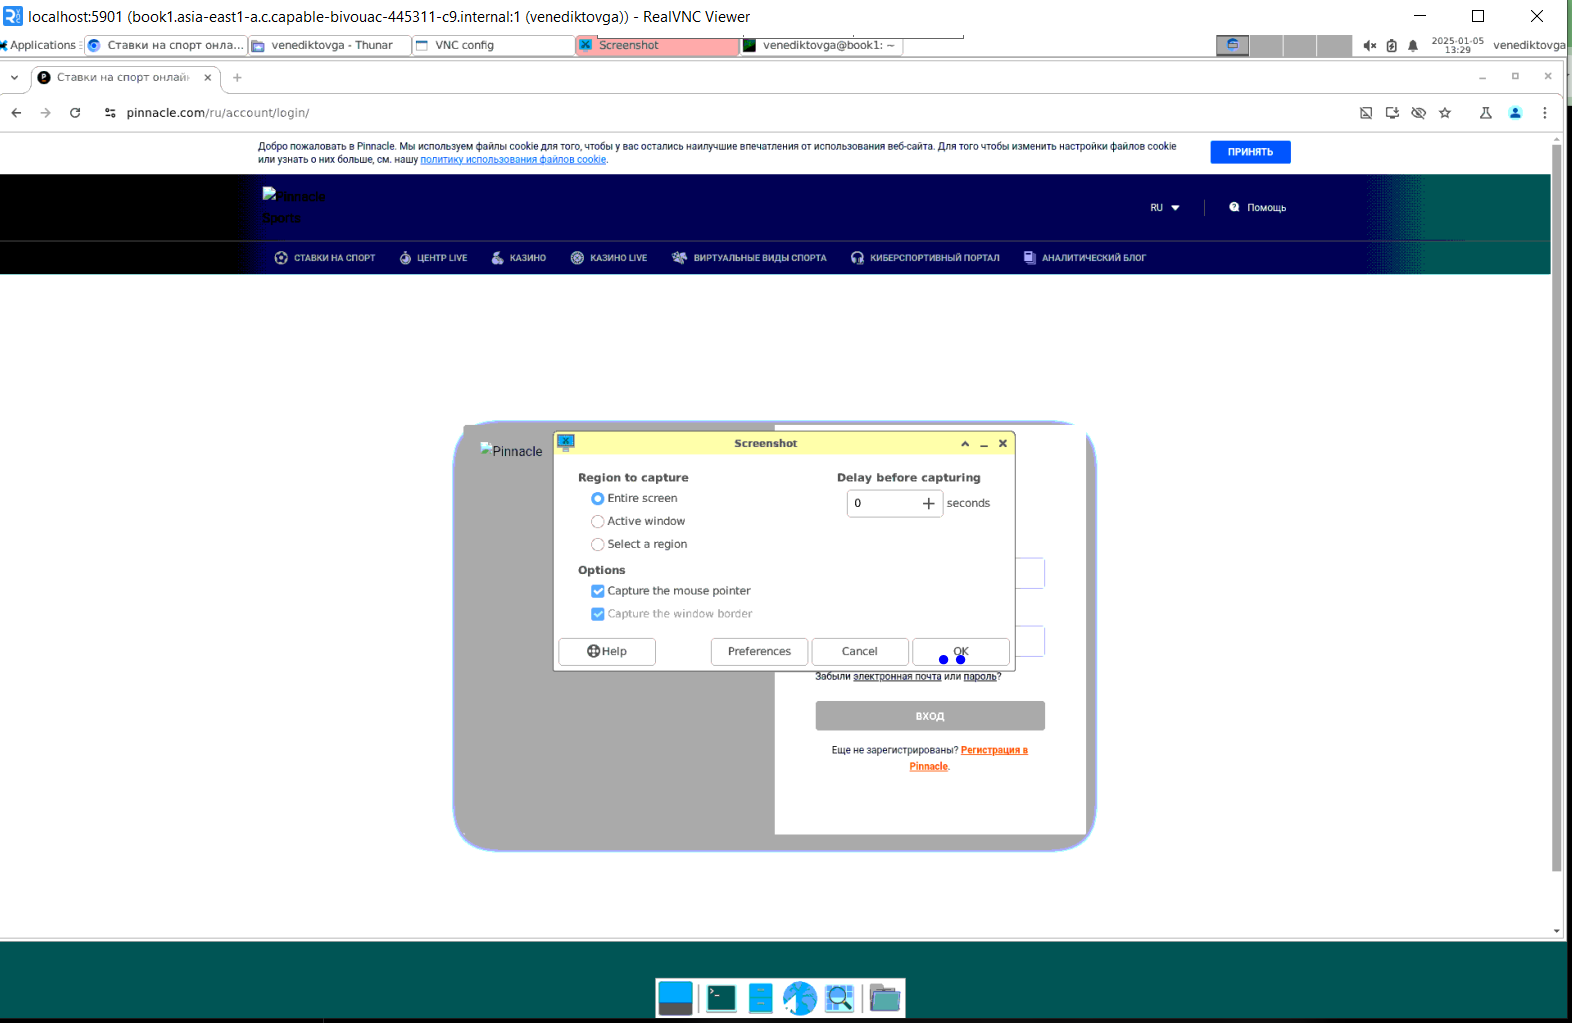 localhost:5901 (book1.asia-east1-a.c.capable-bivouac-445311-c9.internal:1 (venediktovga)) - RealVNC Viewer
Applications
Ставки на спорт онла...
venediktovga - Thunar
VNC config
Screenshot
venediktovga@book1: ~
2025-01-05
13:29
venediktovga
Ставки на спорт онлайн
pinnacle.com/ru/account/login/
Добро пожаловать в Pinnacle. Мы используем файлы cookie для того, чтобы у вас остались наилучшие впечатления от использования веб-сайта. Для того чтобы изменить настройки файлов cookie
или узнать о них больше, см. нашу политику использования файлов cookie.
ПРИНЯТЬ
Pinnacle
Sports
RU
Помощь
СТАВКИ НА СПОРТ
ЦЕНТР LIVE
КАЗИНО
КАЗИНО LIVE
ВИРТУАЛЬНЫЕ ВИДЫ СПОРТА
КИБЕРСПОРТИВНЫЙ ПОРТАЛ
АНАЛИТИЧЕСКИЙ БЛОГ
Pinnacle
Screenshot
Region to capture
Entire screen
Active window
Select a region
Delay before capturing
0
seconds
Options
Capture the mouse pointer
Capture the window border
Help
Preferences
Cancel
OK
Забыли электронная почта или пароль?
ВХОД
Еще не зарегистрированы? Регистрация в
Pinnacle.